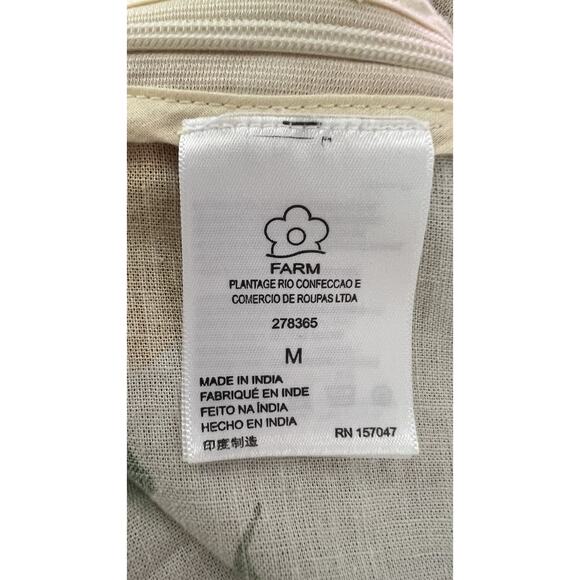 FARM
PLANTAGE RIO CONFECCAO E
COMERCIO DE ROUPAS LTDA
278365
M
MADE IN INDIA
FABRIQUÉ EN INDE
FEITO NA ÍNDIA
HECHO EN INDIA
印度制造
RN 157047